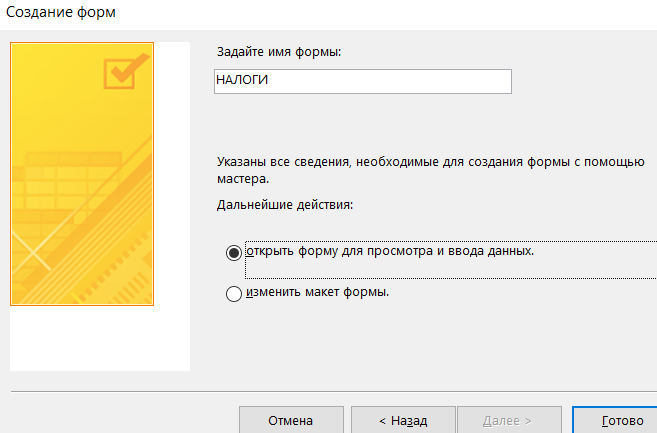 Создание форм
Задайте имя формы:
НАЛОГИ
Указаны все сведения, необходимые для создания формы с помощью
мастера.
Дальнейшие действия:
открыть форму для просмотра и ввода данных.
изменить макет формы.
Отмена < Назад Далее > Готово